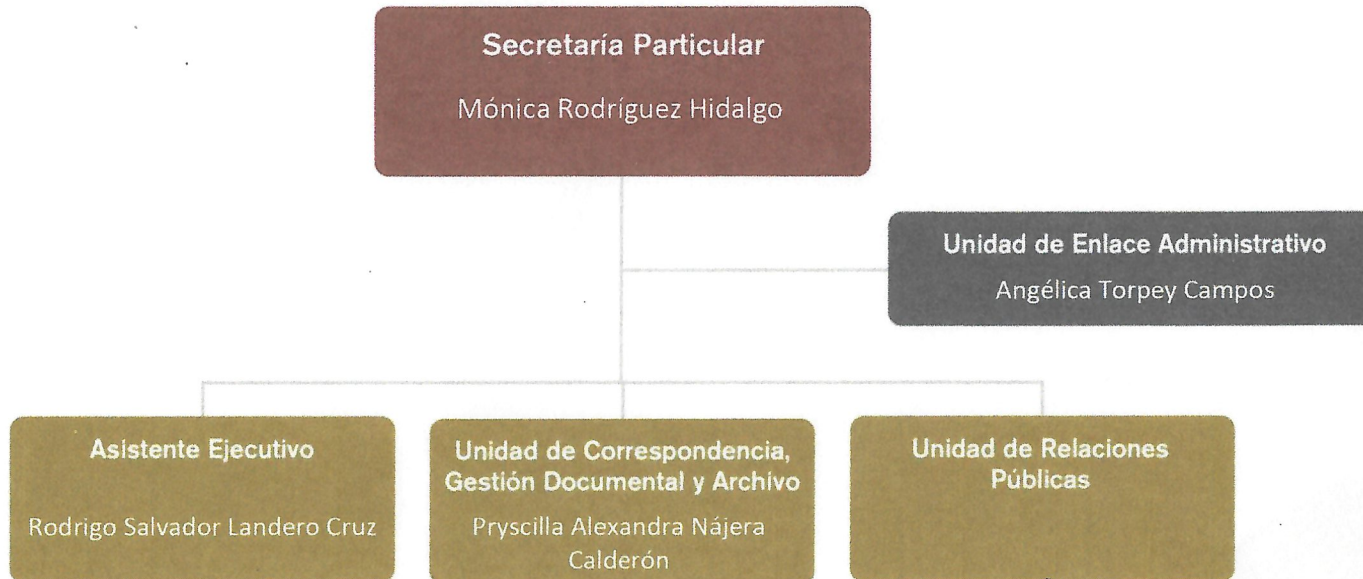 Secretaría Particular
Mónica Rodríguez Hidalgo
Unidad de Enlace Administrativo
Angélica Torpey Campos
Asistente Ejecutivo
Rodrigo Salvador Landero Cruz
Unidad de Correspondencia,
Gestión Documental y Archivo
Pryscilla Alexandra Nájera
Calderón
Unidad de Relaciones
Públicas